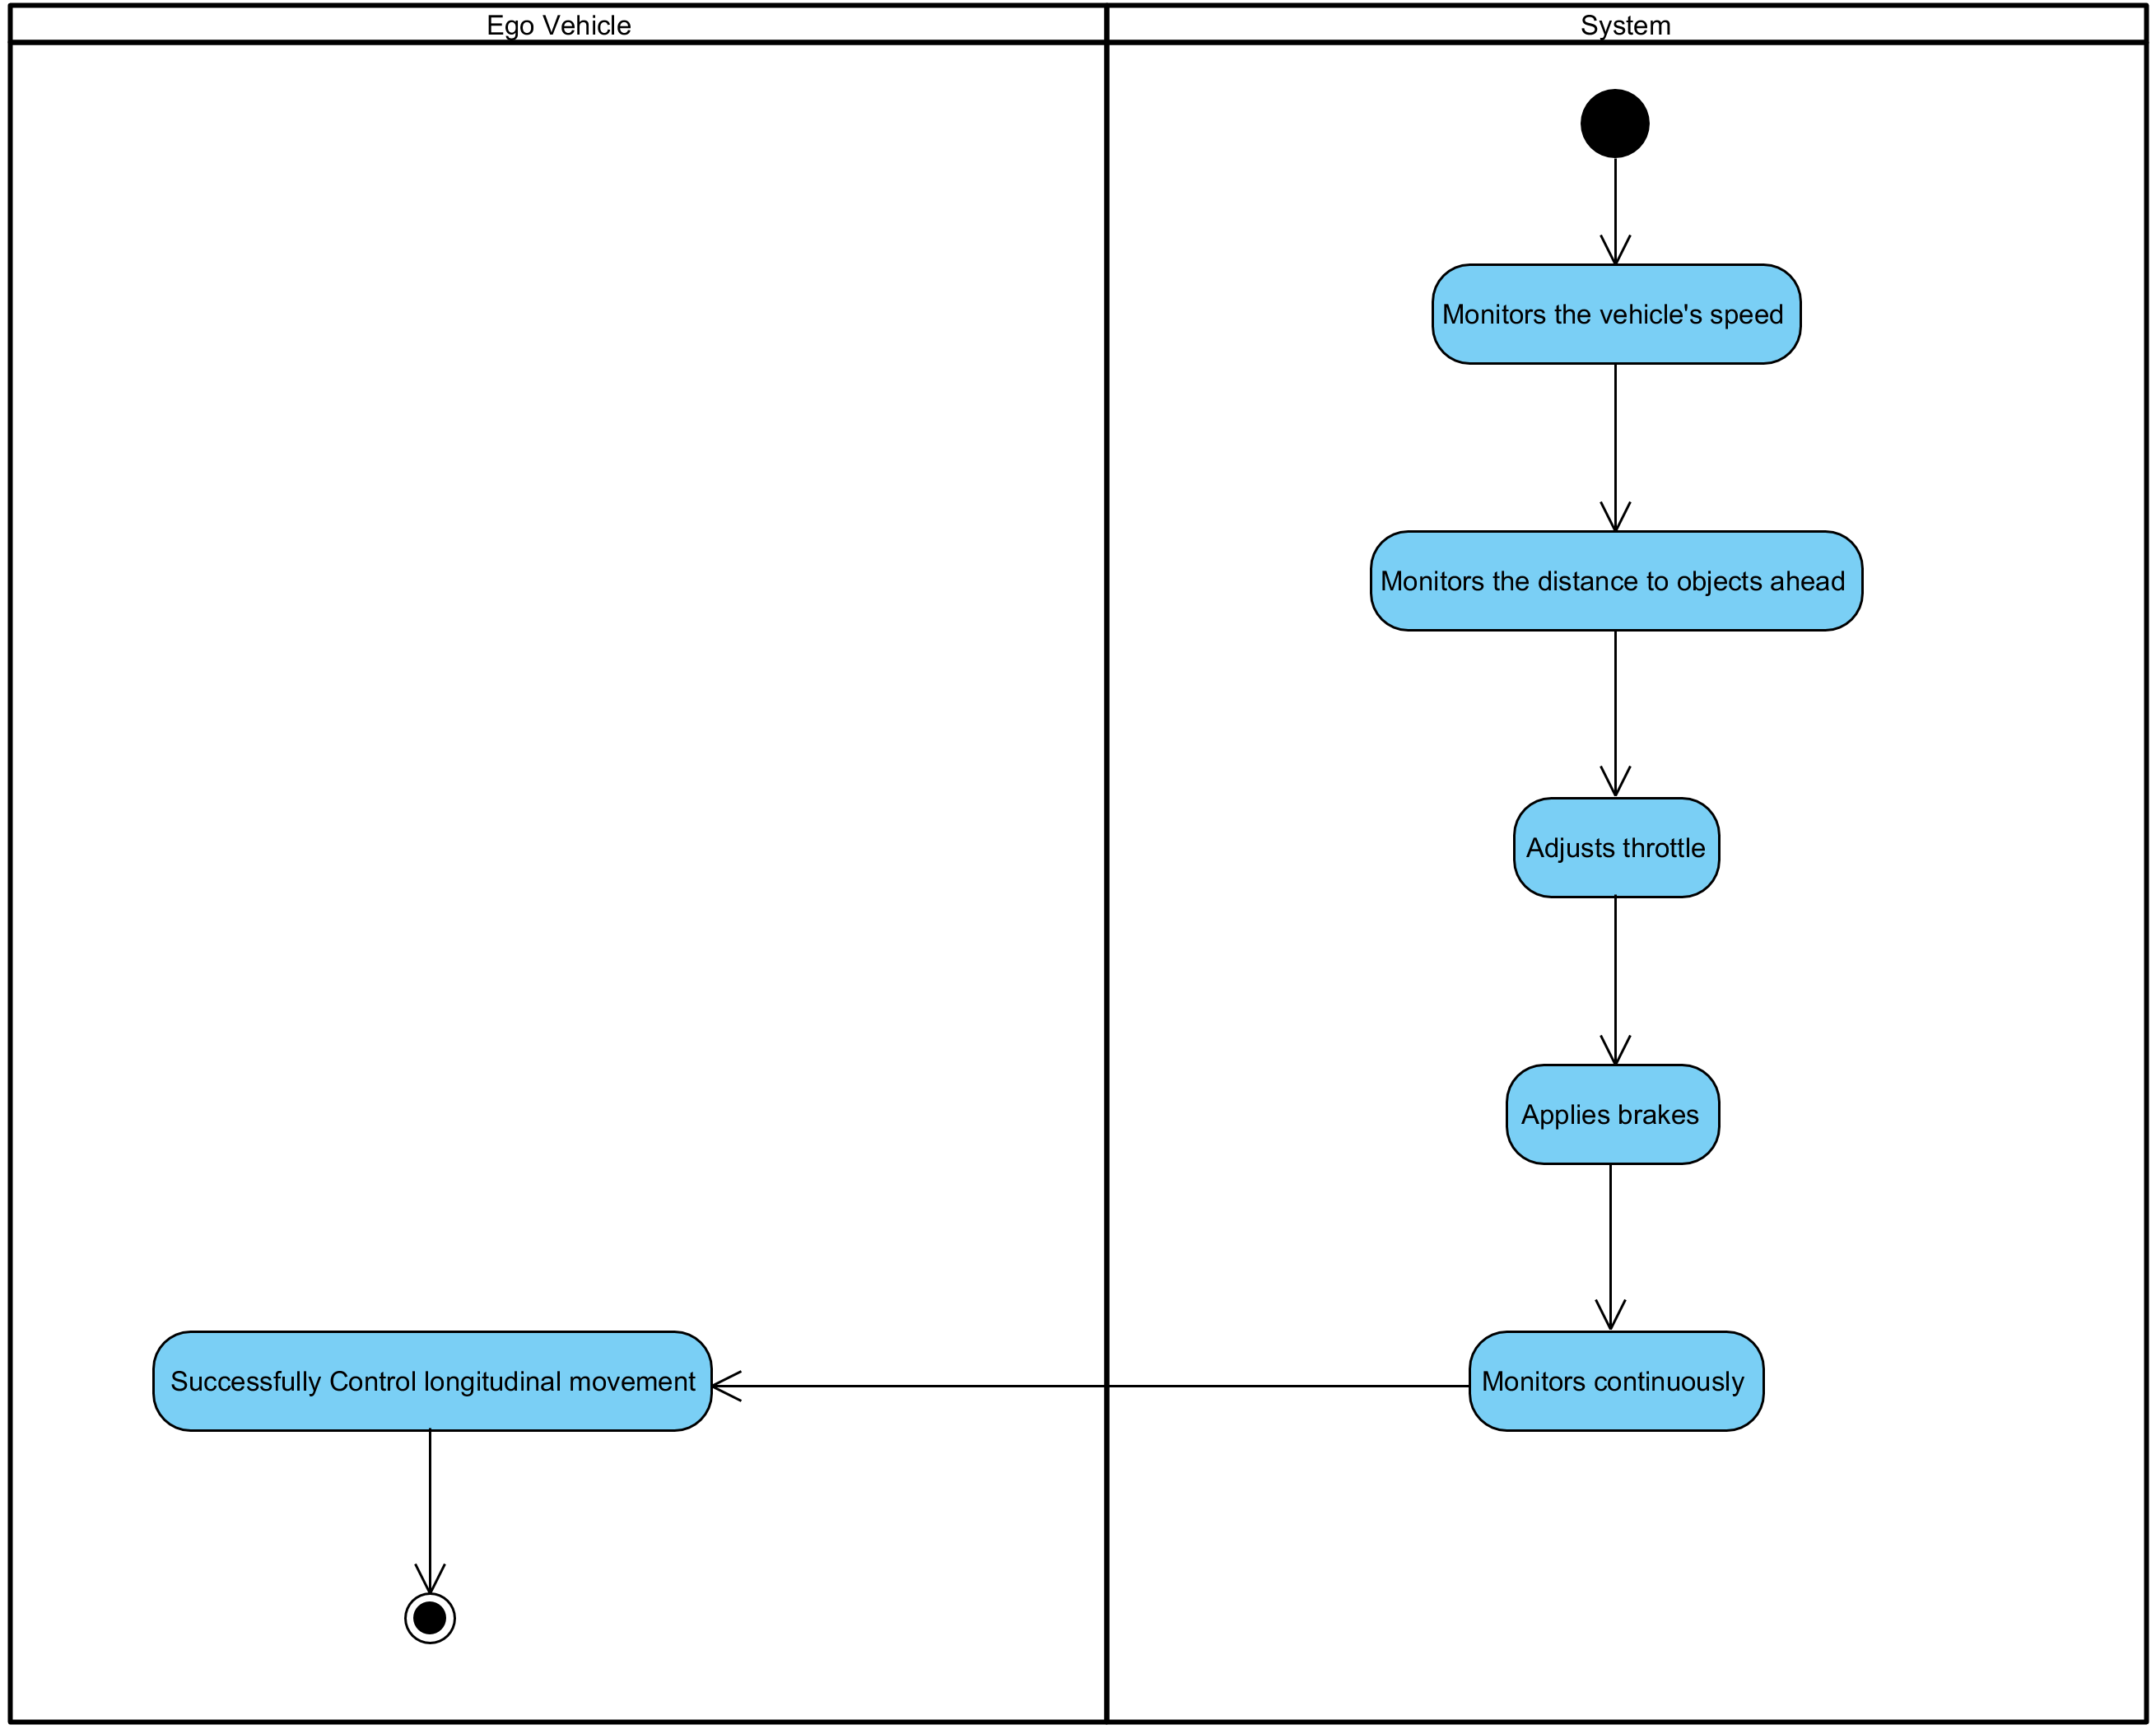 Ego Vehicle
System
Monitors the vehicle's speed
Monitors the distance to objects ahead
Adjusts throttle
Applies brakes
Successfully Control longitudinal movement
Monitors continuously